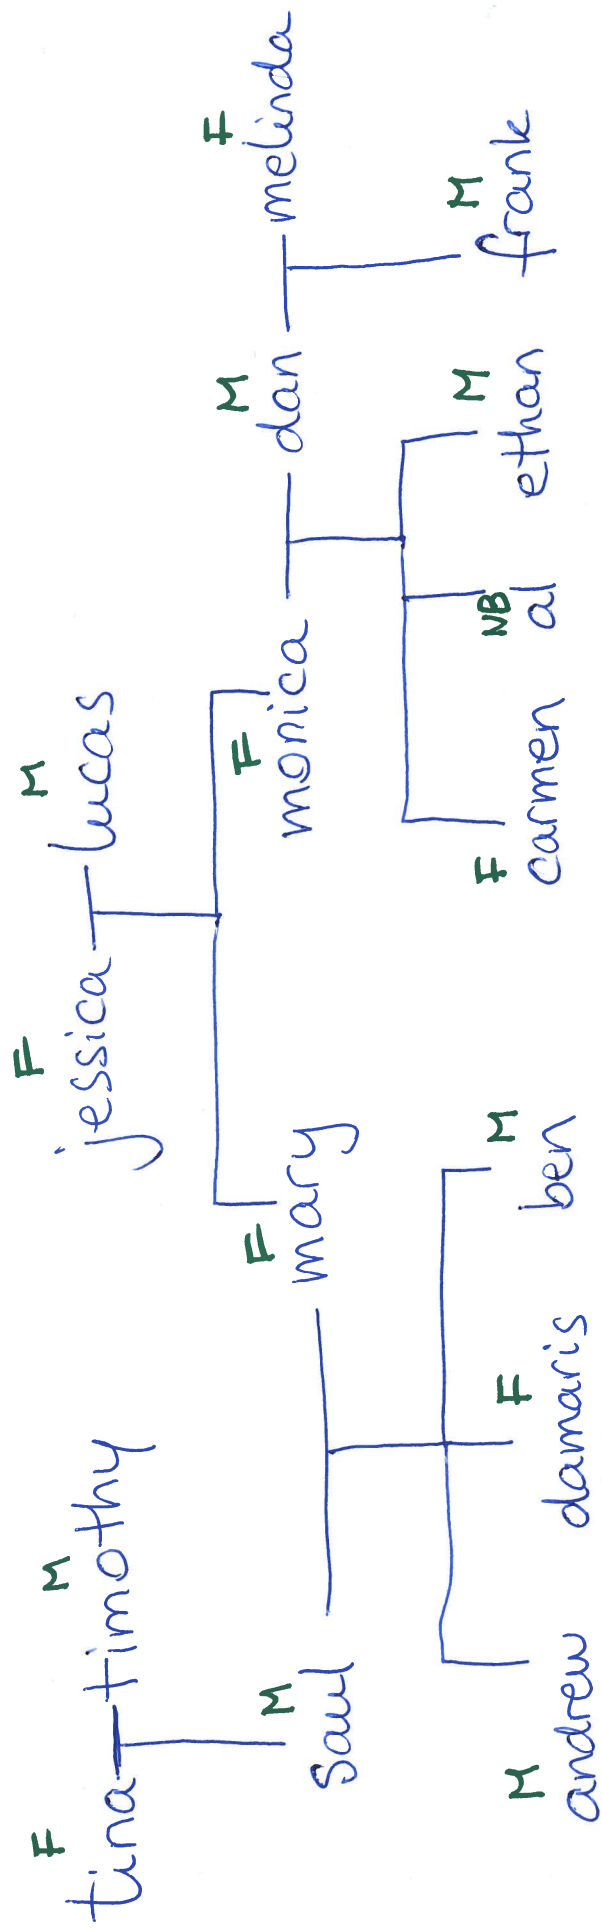 F M F M
tina timothy jessica lucas
M F F M F
Saul mary monica dan melinda
M F M F NB M M
andrew damaris ben carmen al ethan frank